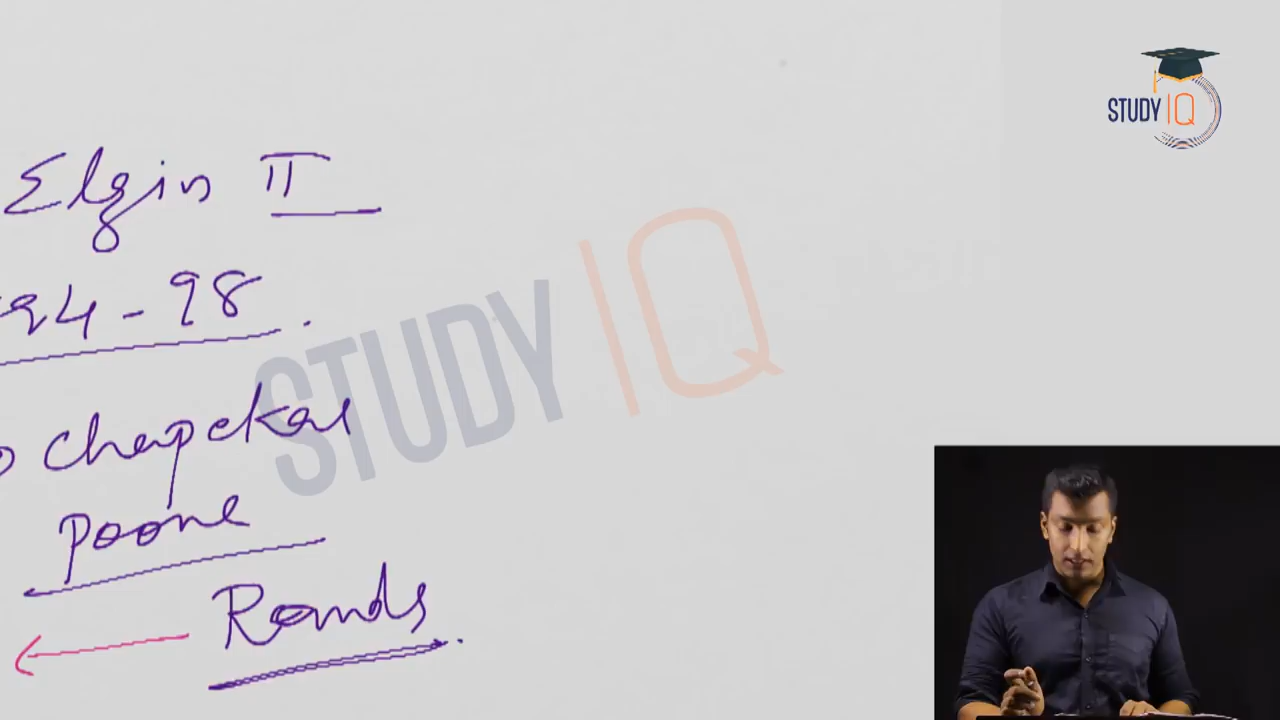 STUDY IQ
Elgin II
94-98.
Chapekar
STUDY IQ
Poone
Rands.